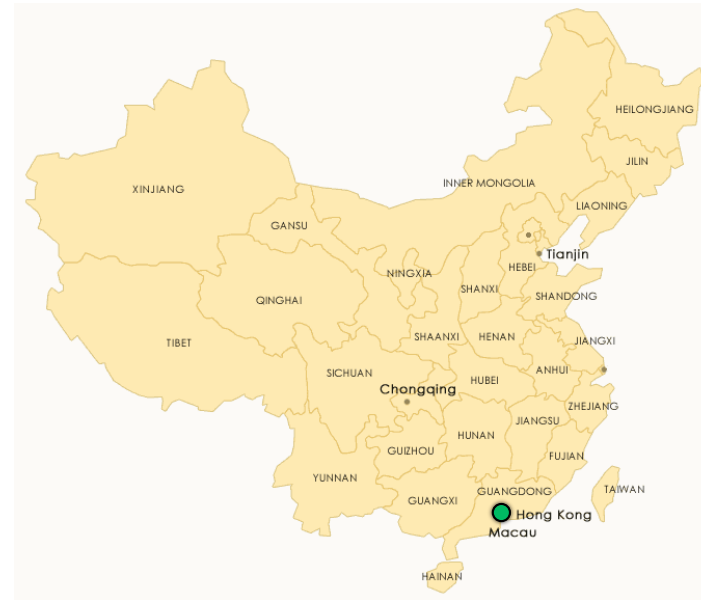 HEILONGJIANG
JILIN
XINJIANG
INNER MONGOLIA
LIAONING
GANSU
Tianjin
HEBEI
NINGXIA
SHANXI
SHANDONG
QINGHAI
SHAANXI
HENAN
JIANGXI
TIBET
SICHUAN
ANHUI
HUBEI
Chongqing
ZHEJIANG
JIANGSU
HUNAN
GUIZHOU
FUJIAN
YUNNAN
GUANGDONG
TAIWAN
GUANGXI
Hong Kong
Macau
HAINAN